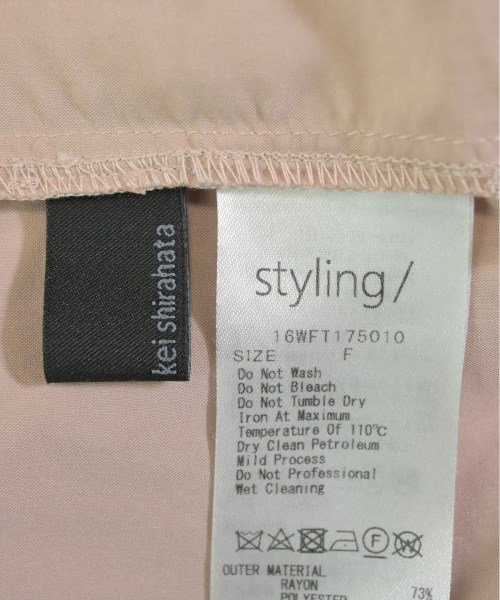 kei shirahata
styling/
16WFT175010
SIZE F
Do Not Wash
Do Not Bleach
Do Not Tumble Dry
Iron At Maximum
Temperature Of 110℃
Dry Clean Petroleum
Mild Process
Do Not Professional
Wet Cleaning
F W
OUTER MATERIAL
RAYON 73%
POLYESTER